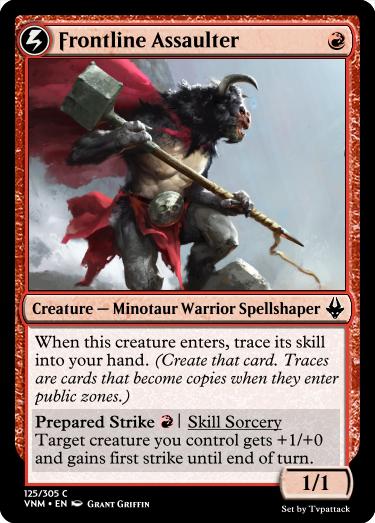 Frontline Assaulter
Creature — Minotaur Warrior Spellshaper
When this creature enters, trace its skill
into your hand. (Create that card. Traces
are cards that become copies when they enter
public zones.)
Prepared Strike | Skill Sorcery
Target creature you control gets +1/+0
and gains first strike until end of turn.
1/1
125/305 C
VNM • EN Grant Griffin
Set by Tvpattack